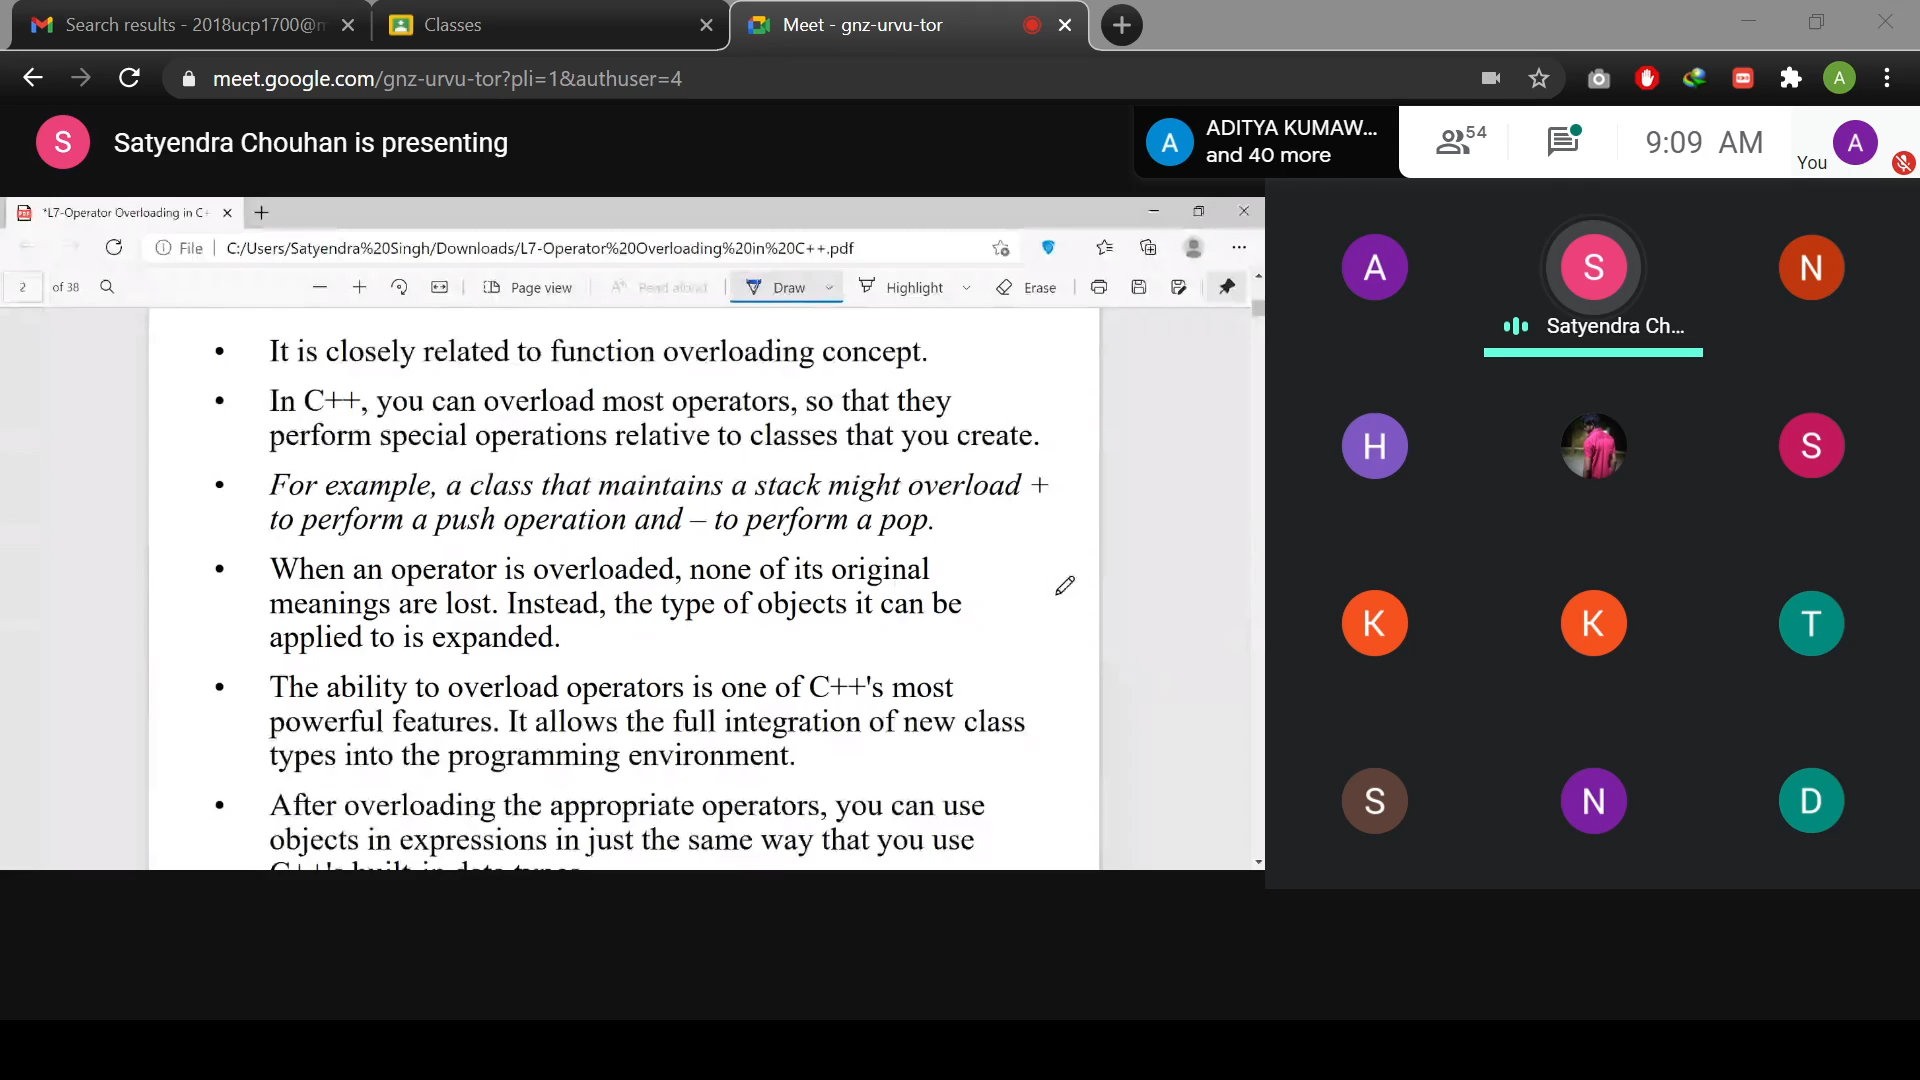 Search results - 2018ucp1700@m
Classes
Meet - gnz-urvu-tor
meet.google.com/gnz-urvu-tor?pli=1&authuser=4
A
S
Satyendra Chouhan is presenting
A
ADITYA KUMAW...
and 40 more
54
9:09 AM
You
A
*L7-Operator Overloading in C+
File
C:/Users/Satyendra%20Singh/Downloads/L7-Operator%20Overloading%20in%20C++.pdf
2
of 38
Page view
Read aloud
Draw
Highlight
Erase
• It is closely related to function overloading concept.
• In C++, you can overload most operators, so that they
perform special operations relative to classes that you create.
• For example, a class that maintains a stack might overload +
to perform a push operation and – to perform a pop.
• When an operator is overloaded, none of its original
meanings are lost. Instead, the type of objects it can be
applied to is expanded.
• The ability to overload operators is one of C++'s most
powerful features. It allows the full integration of new class
types into the programming environment.
• After overloading the appropriate operators, you can use
objects in expressions in just the same way that you use
C++'s built-in data types.
A
S
N
Satyendra Ch...
H
S
K
K
T
S
N
D